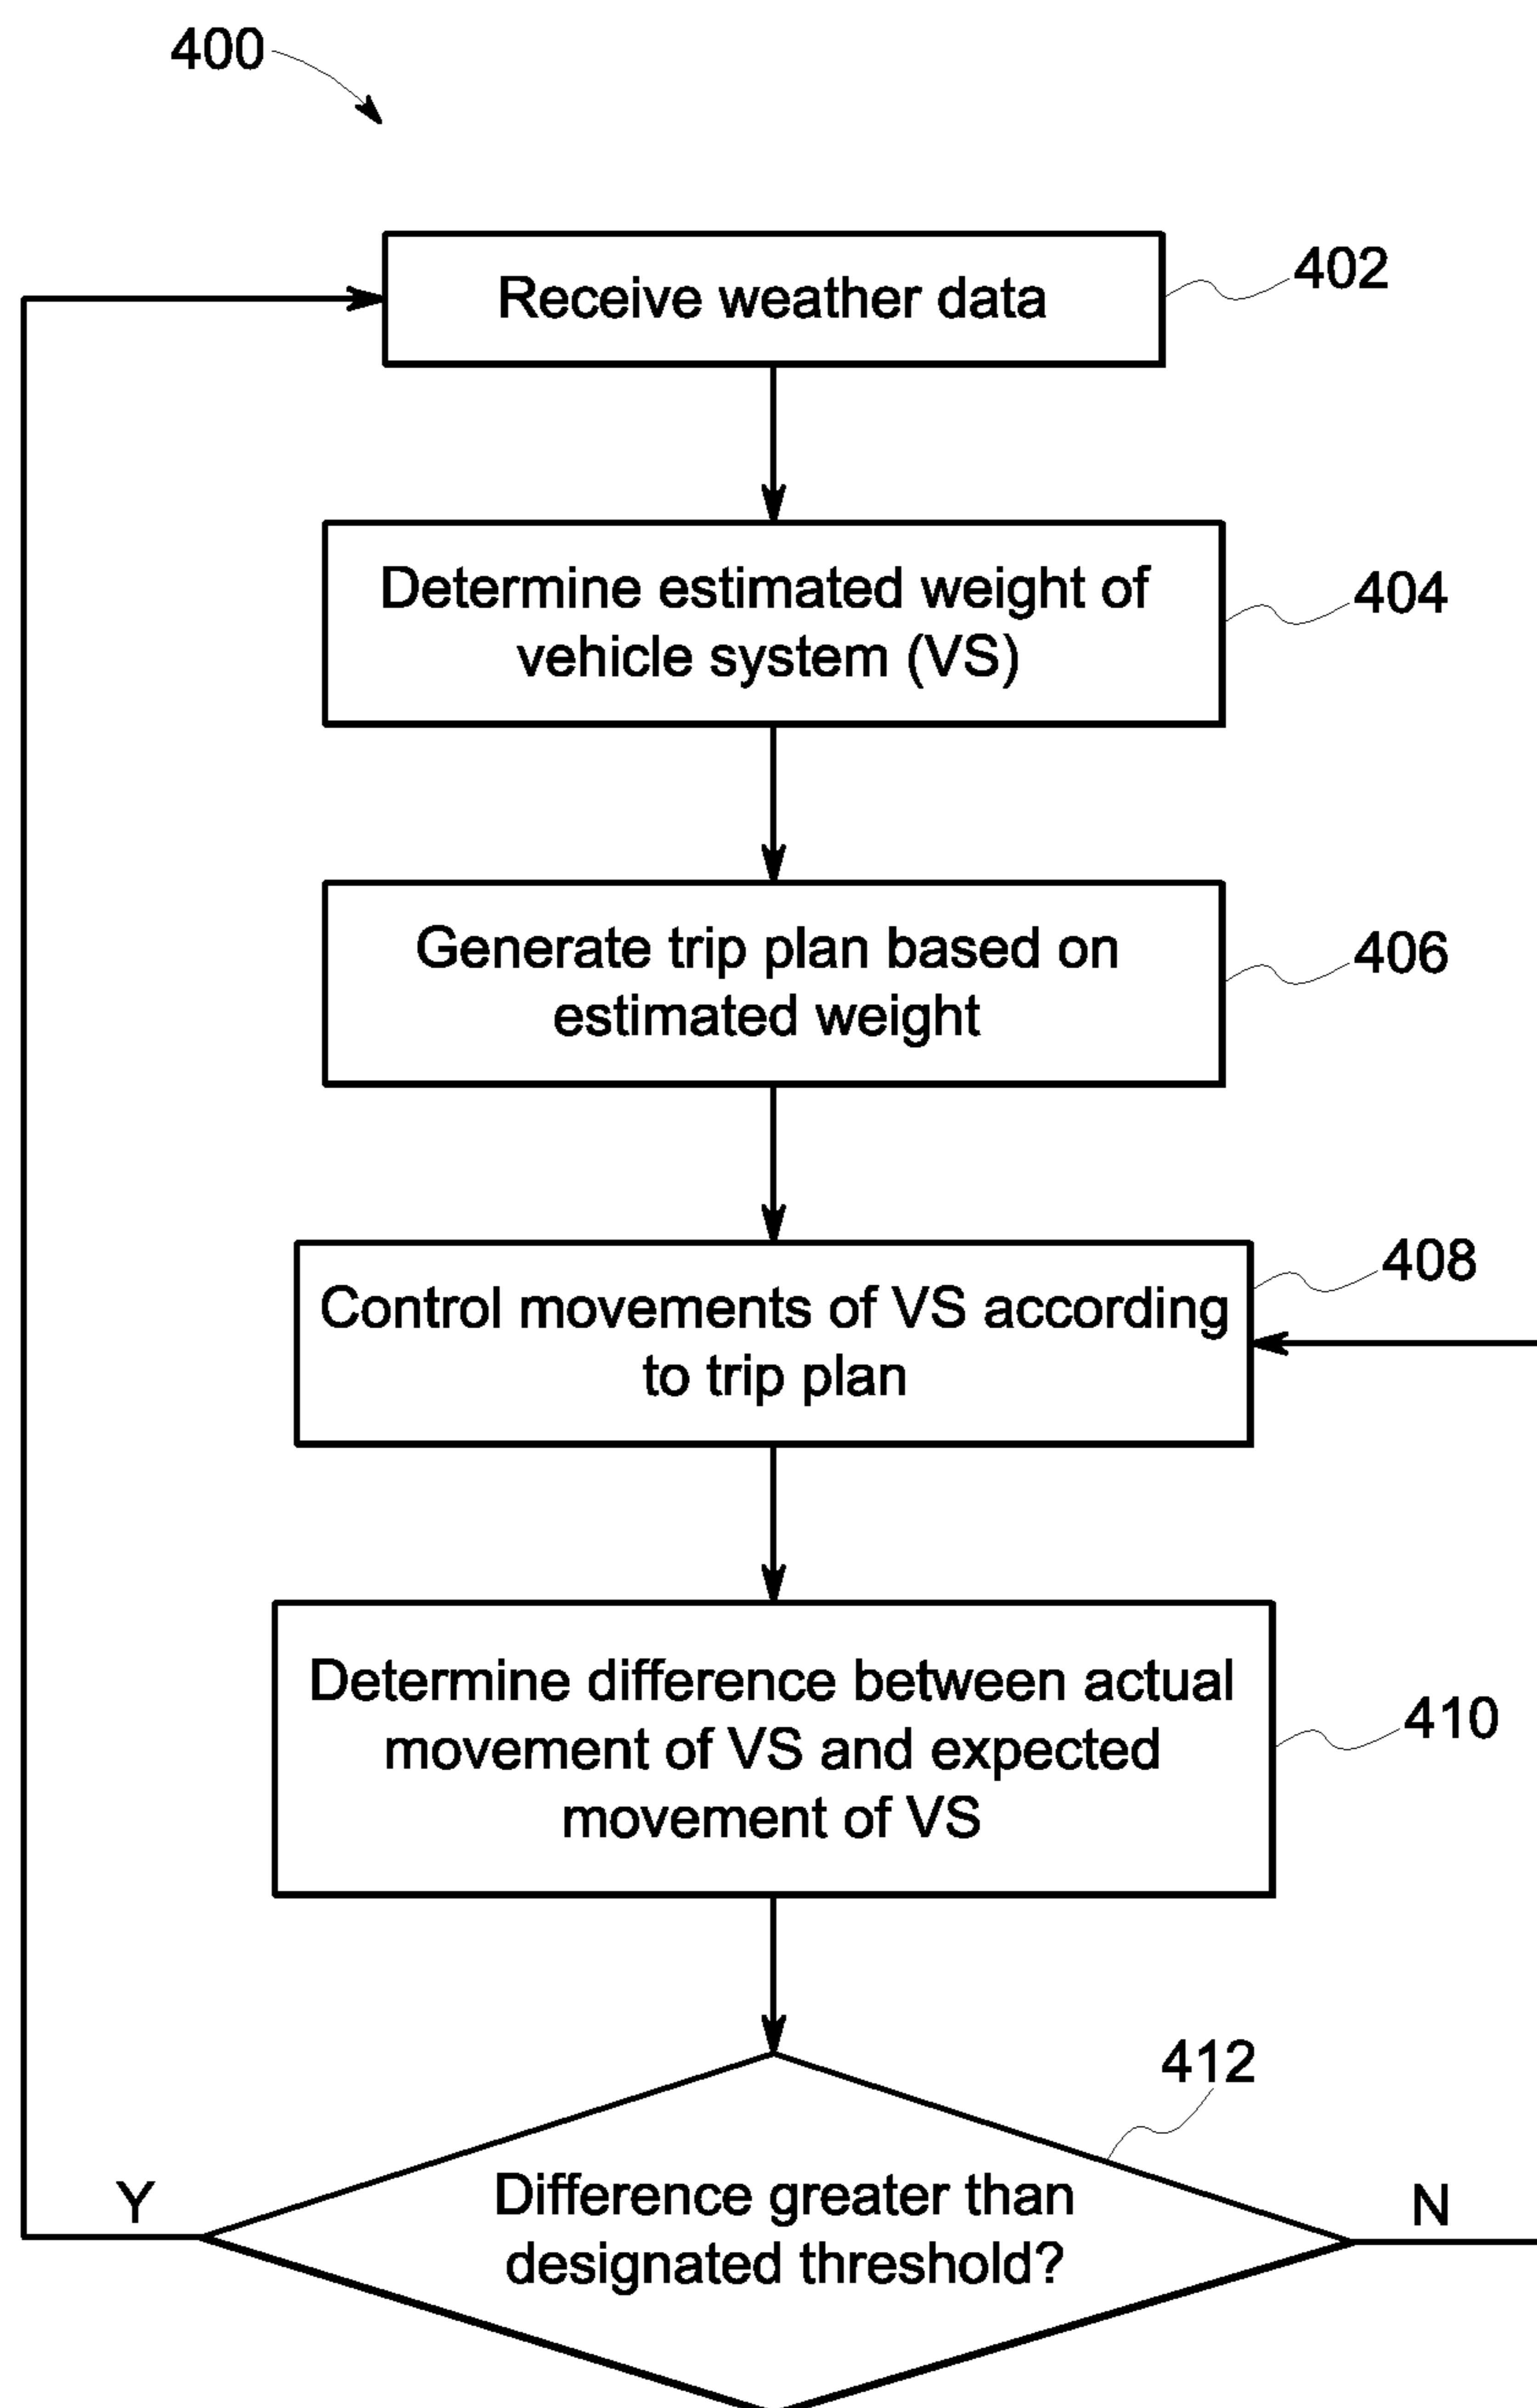 400
Receive weather data
402
Determine estimated weight of
vehicle system (VS)
404
Generate trip plan based on
estimated weight
406
Control movements of VS according
to trip plan
408
Determine difference between actual
movement of VS and expected
movement of VS
410
412
Difference greater than
designated threshold?
Y
N